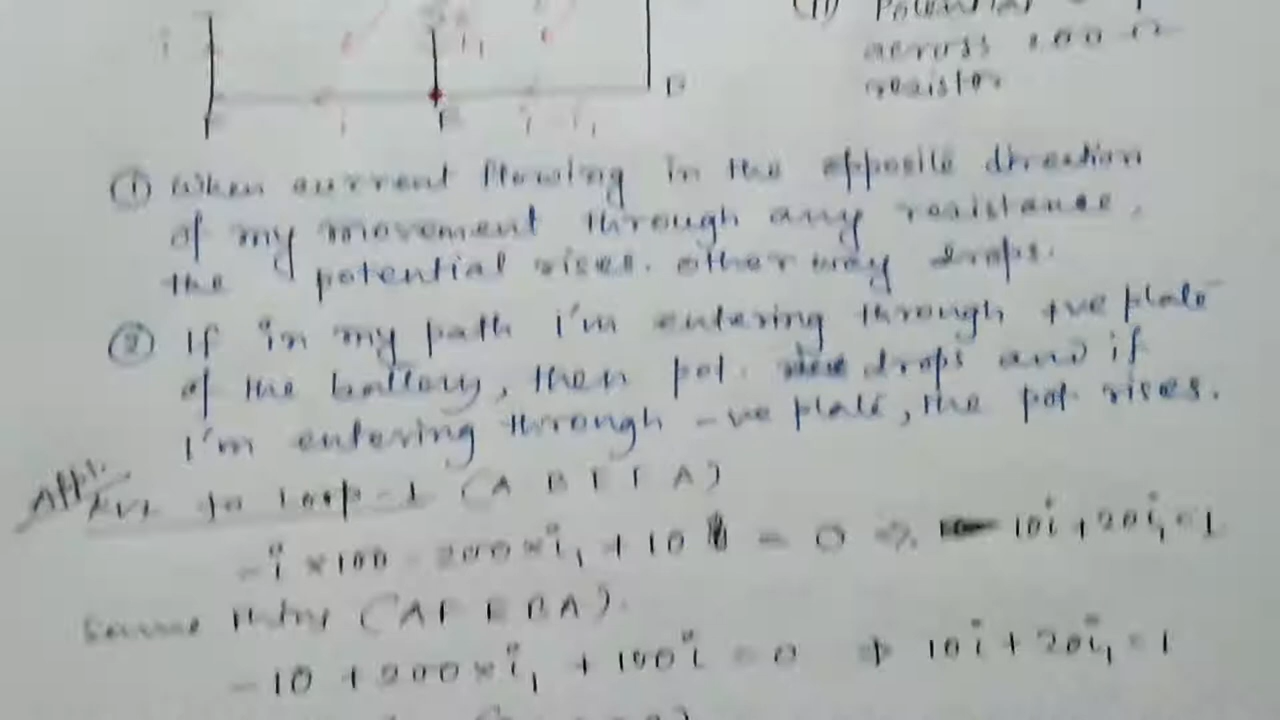 (ii) Potential
across 100 Ω
resistor
i i₁
E D
i i - i₁
① When current flowing in the opposite direction
of my movement through any resistance,
the potential rises. otherway drops.
② If in my path i'm entering through +ve plate
of the battery, then pot. drops and if
I'm entering through -ve plate, the pot. rises.
Appl. KVL to loop-1 (A B E F A)
-i × 100 - 200 × i₁ + 10 = 0 ⇒ 10i + 20i₁ = 1
Same thing (A F E B A).
-10 + 200 × i₁ + 100i = 0 ⇒ 10i + 20i₁ = 1